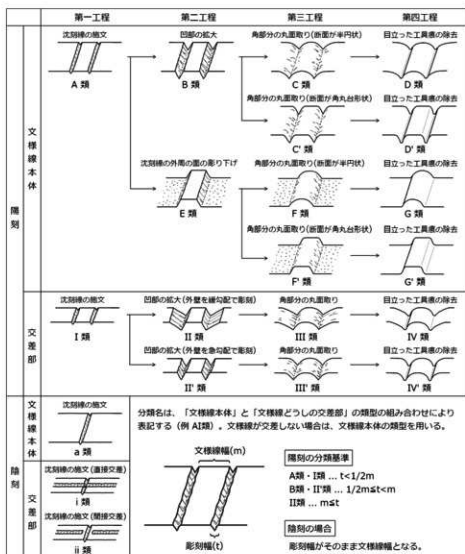 第一工程
第二工程
第三工程
第四工程
陽刻
文様線本体
沈刻線の施文
A 類
凹部の拡大
B 類
角部分の丸面取り(断面が半円状)
C 類
目立った工具痕の除去
D 類
角部分の丸面取り(断面が角丸台形状)
C' 類
目立った工具痕の除去
D' 類
沈刻線の外周の面の彫り下げ
E 類
角部分の丸面取り(断面が半円状)
F 類
目立った工具痕の除去
G 類
角部分の丸面取り(断面が角丸台形状)
F' 類
目立った工具痕の除去
G' 類
交差部
沈刻線の施文
I 類
凹部の拡大(外壁を緩勾配で彫刻)
II 類
角部分の丸面取り
III 類
目立った工具痕の除去
IV 類
凹部の拡大(外壁を急勾配で彫刻)
II' 類
角部分の丸面取り
III' 類
目立った工具痕の除去
IV' 類
陰刻
文様線本体
沈刻線の施文
a 類
交差部
沈刻線の施文(直接交差)
i 類
沈刻線の施文(間接交差)
ii 類
分類名は、「文様線本体」と「文様線どうしの交差部」の類型の組み合わせにより
表記する(例 AI類)。文様線が交差しない場合は、文様線本体の類型を用いる。
文様線幅(m)
彫刻幅(t)
陽刻の分類基準
A類・I類 ... t<1/2m
B類・II'類 ... 1/2m≦t<m
II類 ... m≦t
陰刻の場合
彫刻幅がそのまま文様線幅となる。